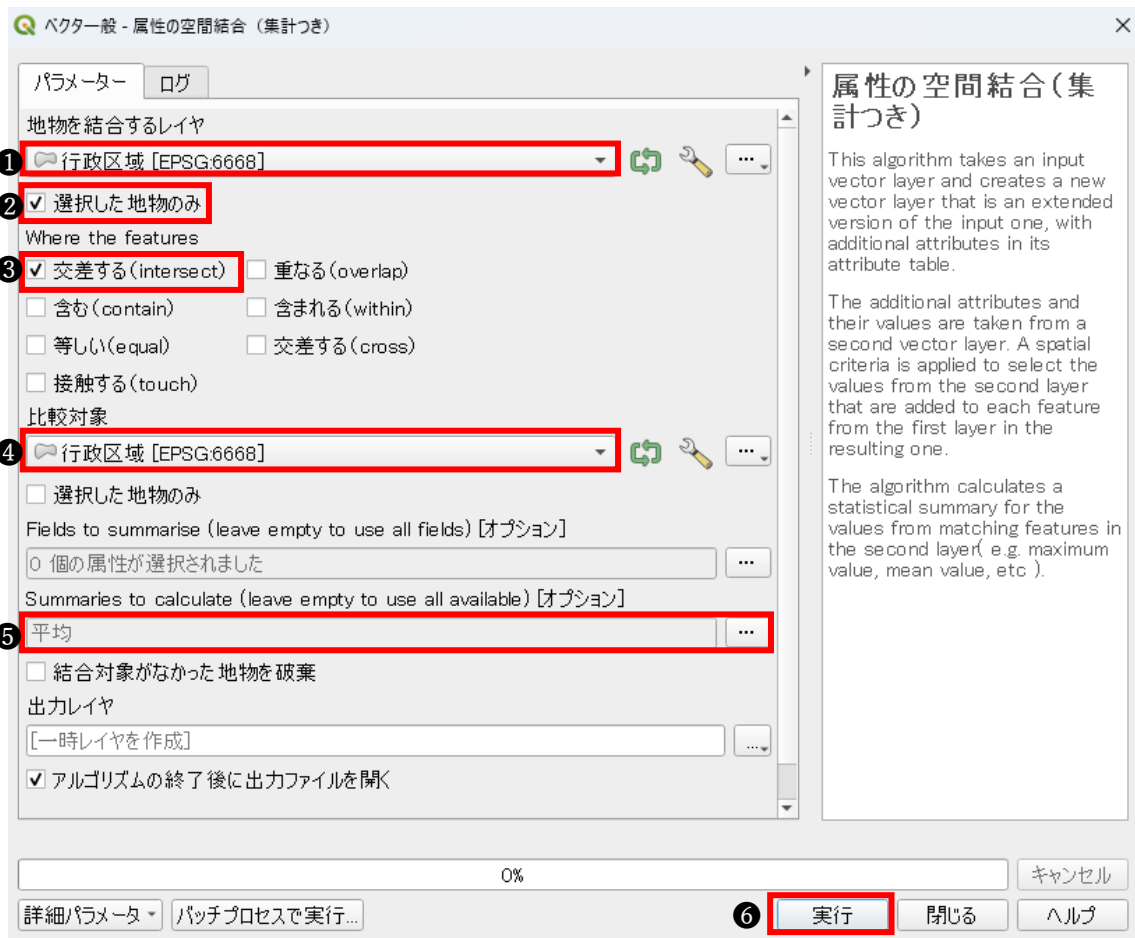 ベクター般 - 属性の空間結合（集計つき）
パラメーター ログ
地物を結合するレイヤ
❶ 行政区域 [EPSG:6668]
❷ 選択した地物のみ
Where the features
❸ 交差する(intersect) 重なる(overlap)
含む(contain) 含まれる(within)
等しい(equal) 交差する(cross)
接触する(touch)
比較対象
❹ 行政区域 [EPSG:6668]
選択した地物のみ
Fields to summarise (leave empty to use all fields) [オプション]
0 個の属性が選択されました
Summaries to calculate (leave empty to use all available) [オプション]
❺ 平均
結合対象がなかった地物を破棄
出力レイヤ
[一時レイヤを作成]
アルゴリズムの終了後に出力ファイルを開く
0%
キャンセル
詳細パラメータ バッチプロセスで実行... ❻ 実行 閉じる ヘルプ
属性の空間結合(集
計つき)
This algorithm takes an input
vector layer and creates a new
vector layer that is an extended
version of the input one, with
additional attributes in its
attribute table.
The additional attributes and
their values are taken from a
second vector layer. A spatial
criteria is applied to select the
values from the second layer
that are added to each feature
from the first layer in the
resulting one.
The algorithm calculates a
statistical summary for the
values from matching features in
the second layer( e.g. maximum
value, mean value, etc ).